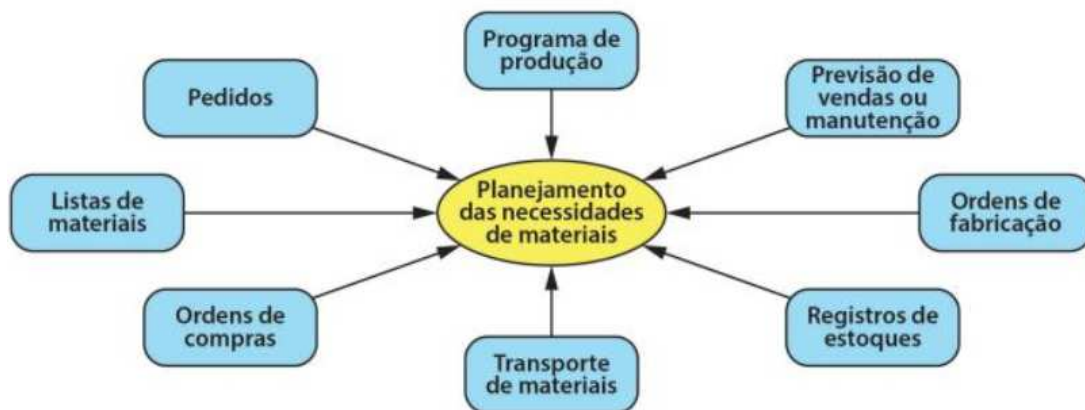 Programa de
produção
Pedidos
Previsão de
vendas ou
manutenção
Listas de
materiais
Planejamento
das necessidades
de materiais
Ordens de
fabricação
Ordens de
compras
Transporte
de materiais
Registros de
estoques